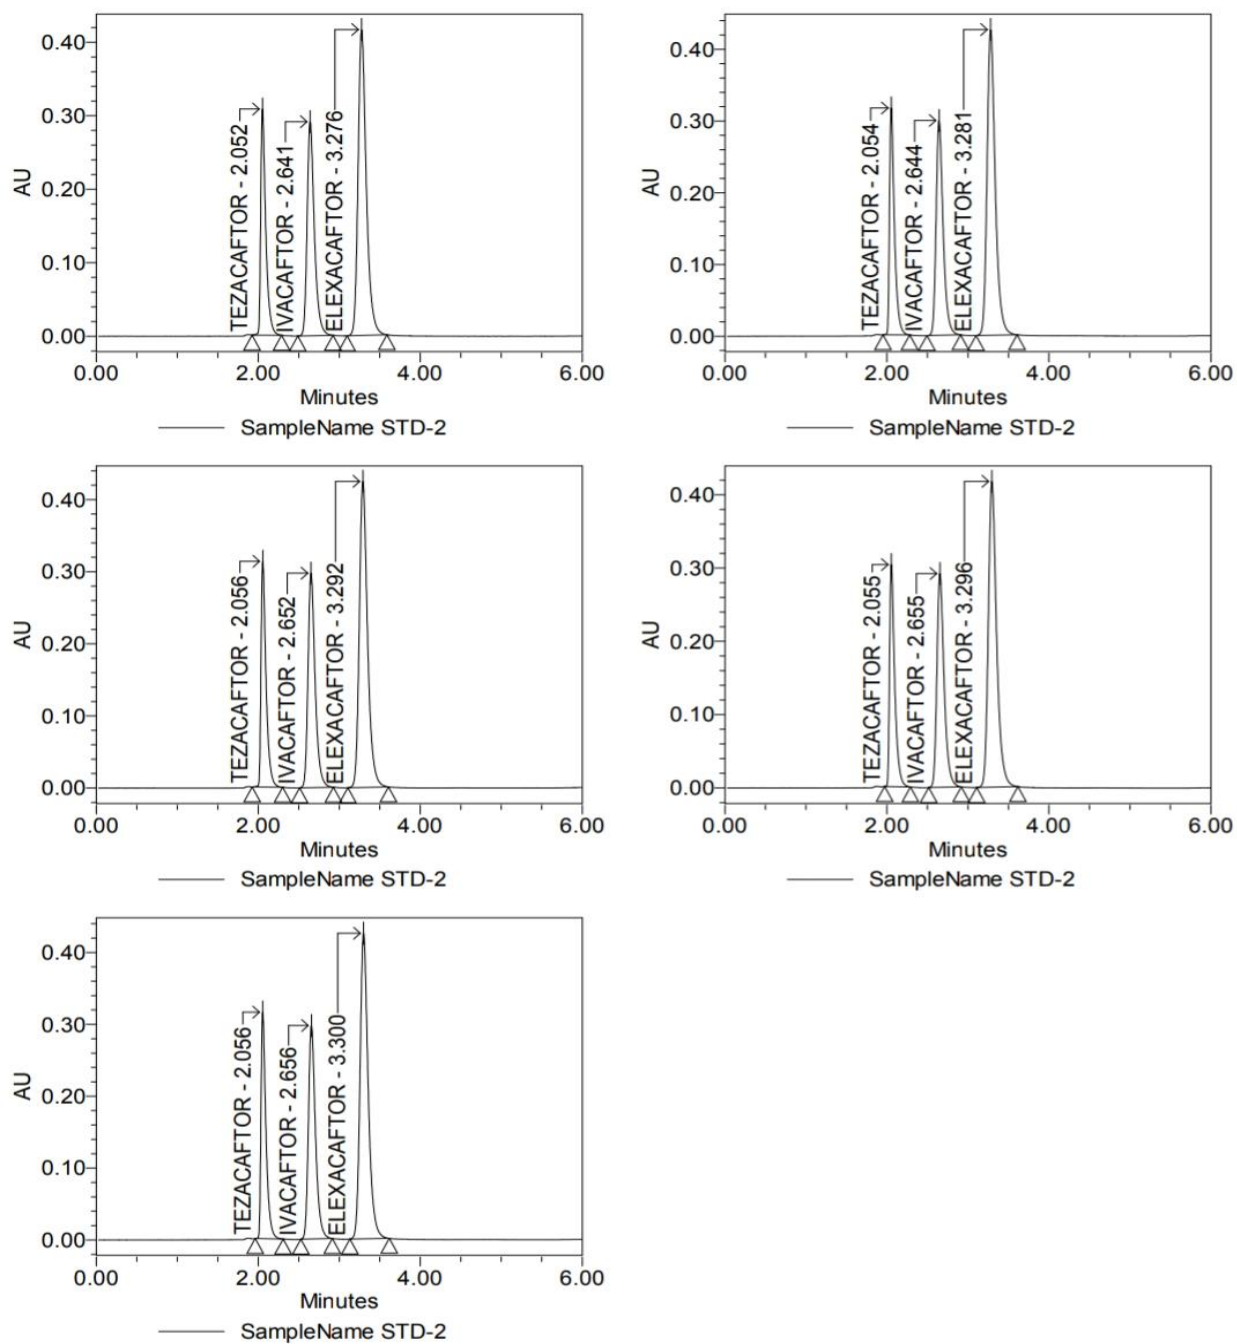 AU
0.40
0.30
0.20
0.10
0.00
TEZACAFTOR - 2.052
IVACAFTOR - 2.641
ELEXACAFTOR - 3.276
0.00 2.00 4.00 6.00
Minutes
SampleName STD-2
AU
0.40
0.30
0.20
0.10
0.00
TEZACAFTOR - 2.054
IVACAFTOR - 2.644
ELEXACAFTOR - 3.281
0.00 2.00 4.00 6.00
Minutes
SampleName STD-2
AU
0.40
0.30
0.20
0.10
0.00
TEZACAFTOR - 2.056
IVACAFTOR - 2.652
ELEXACAFTOR - 3.292
0.00 2.00 4.00 6.00
Minutes
SampleName STD-2
AU
0.40
0.30
0.20
0.10
0.00
TEZACAFTOR - 2.055
IVACAFTOR - 2.655
ELEXACAFTOR - 3.296
0.00 2.00 4.00 6.00
Minutes
SampleName STD-2
AU
0.40
0.30
0.20
0.10
0.00
TEZACAFTOR - 2.056
IVACAFTOR - 2.656
ELEXACAFTOR - 3.300
0.00 2.00 4.00 6.00
Minutes
SampleName STD-2